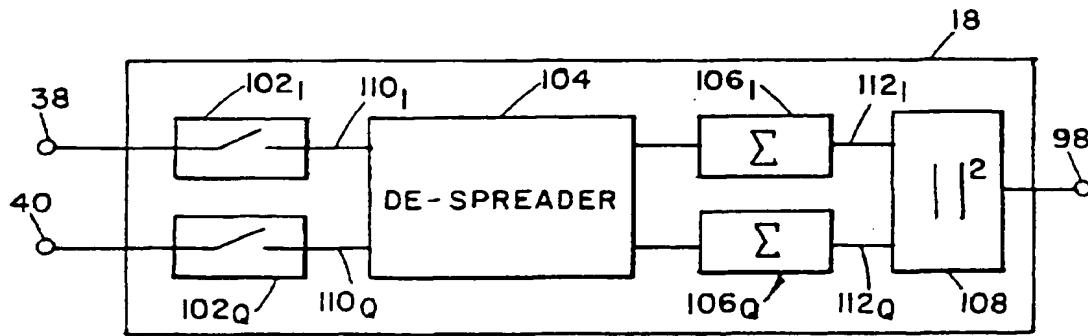 18
38
102I
110I
104
106I
112I
98
Σ
| |²
40
DE-SPREADER
Σ
102Q
110Q
106Q
112Q
108